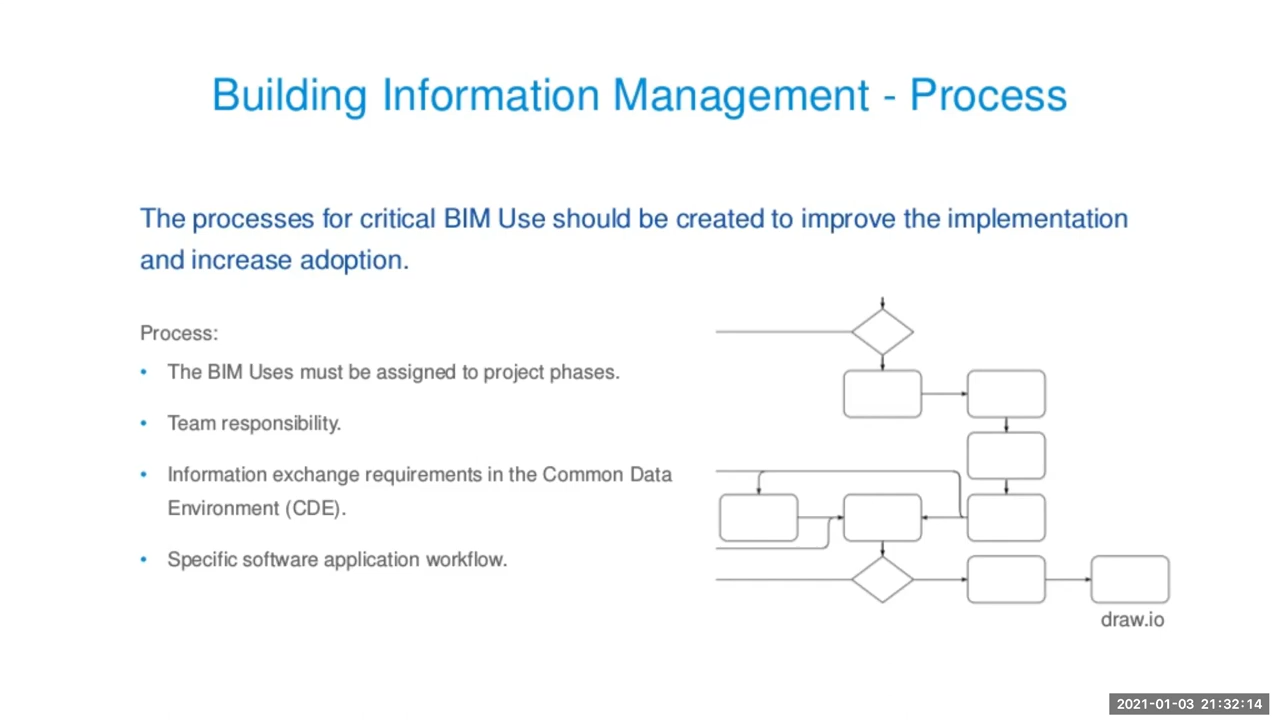 Building Information Management - Process
The processes for critical BIM Use should be created to improve the implementation
and increase adoption.
Process:
• The BIM Uses must be assigned to project phases.
• Team responsibility.
• Information exchange requirements in the Common Data
Environment (CDE).
• Specific software application workflow.
draw.io
2021-01-03 21:32:14